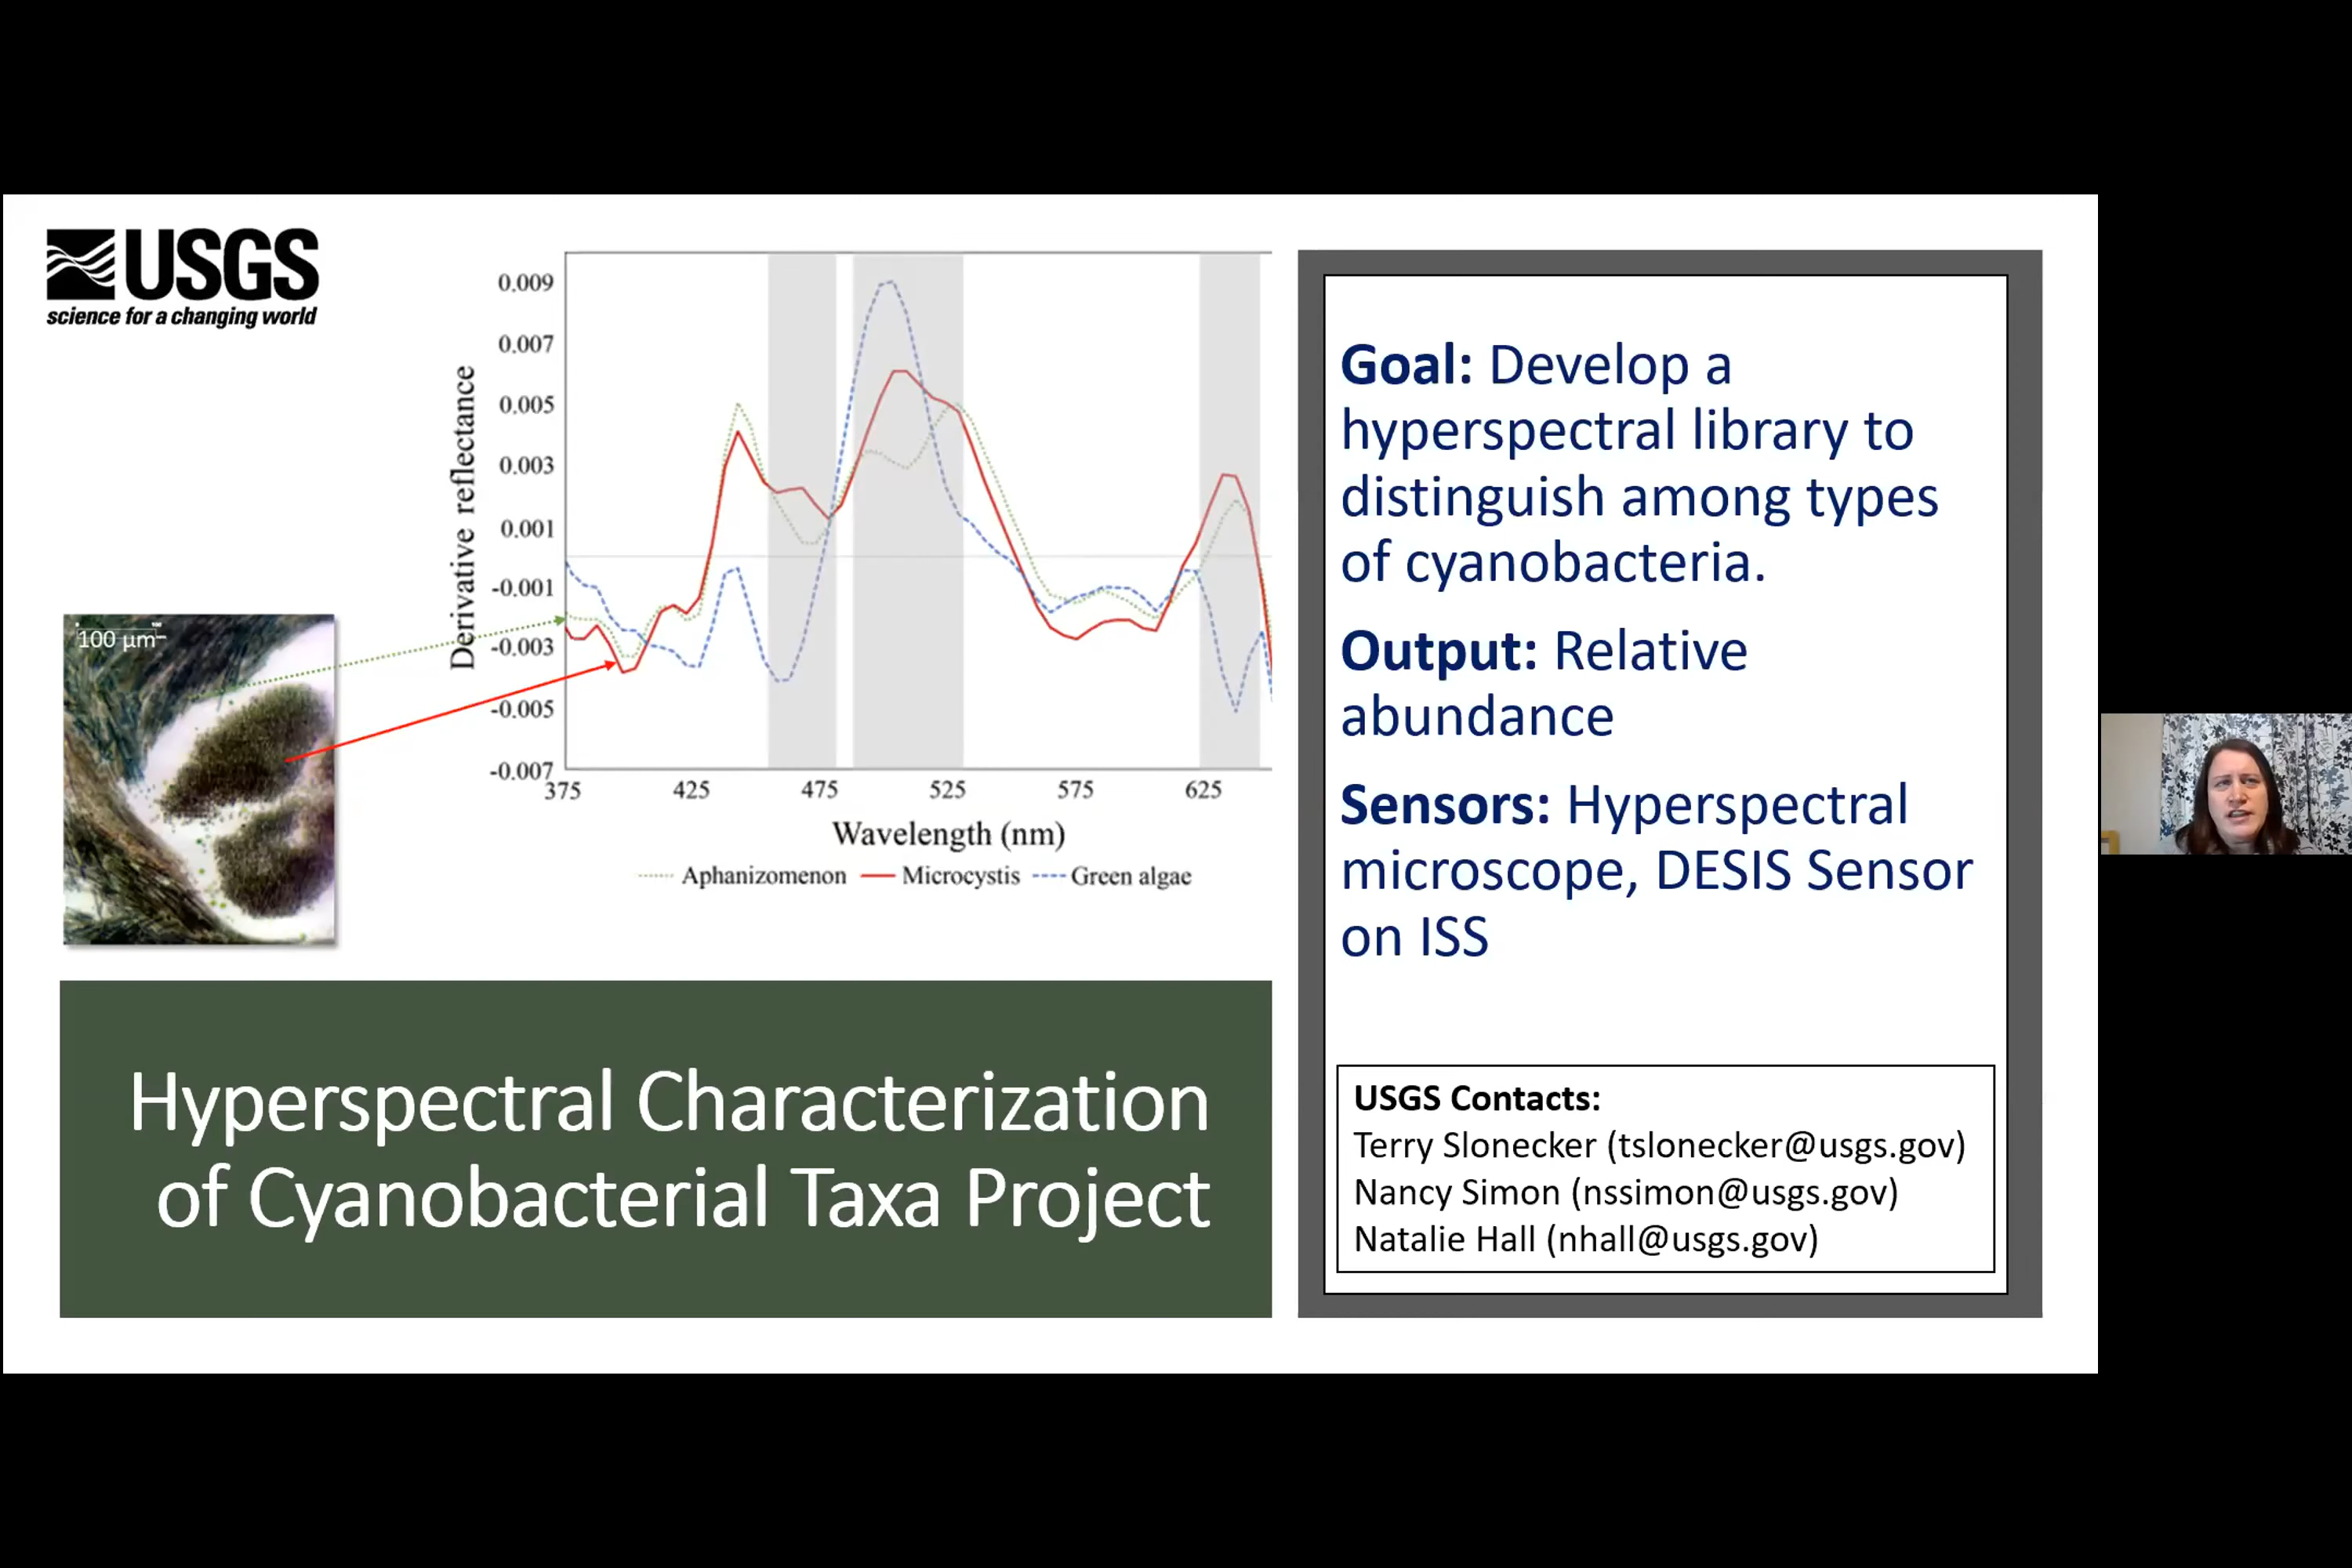 USGS
science for a changing world
100 μm
Derivative reflectance
0.009
0.007
0.005
0.003
0.001
-0.001
-0.003
-0.005
-0.007
375 425 475 525 575 625
Wavelength (nm)
Aphanizomenon Microcystis Green algae
Hyperspectral Characterization
of Cyanobacterial Taxa Project
Goal: Develop a
hyperspectral library to
distinguish among types
of cyanobacteria.
Output: Relative
abundance
Sensors: Hyperspectral
microscope, DESIS Sensor
on ISS
USGS Contacts:
Terry Slonecker (tslonecker@usgs.gov)
Nancy Simon (nssimon@usgs.gov)
Natalie Hall (nhall@usgs.gov)